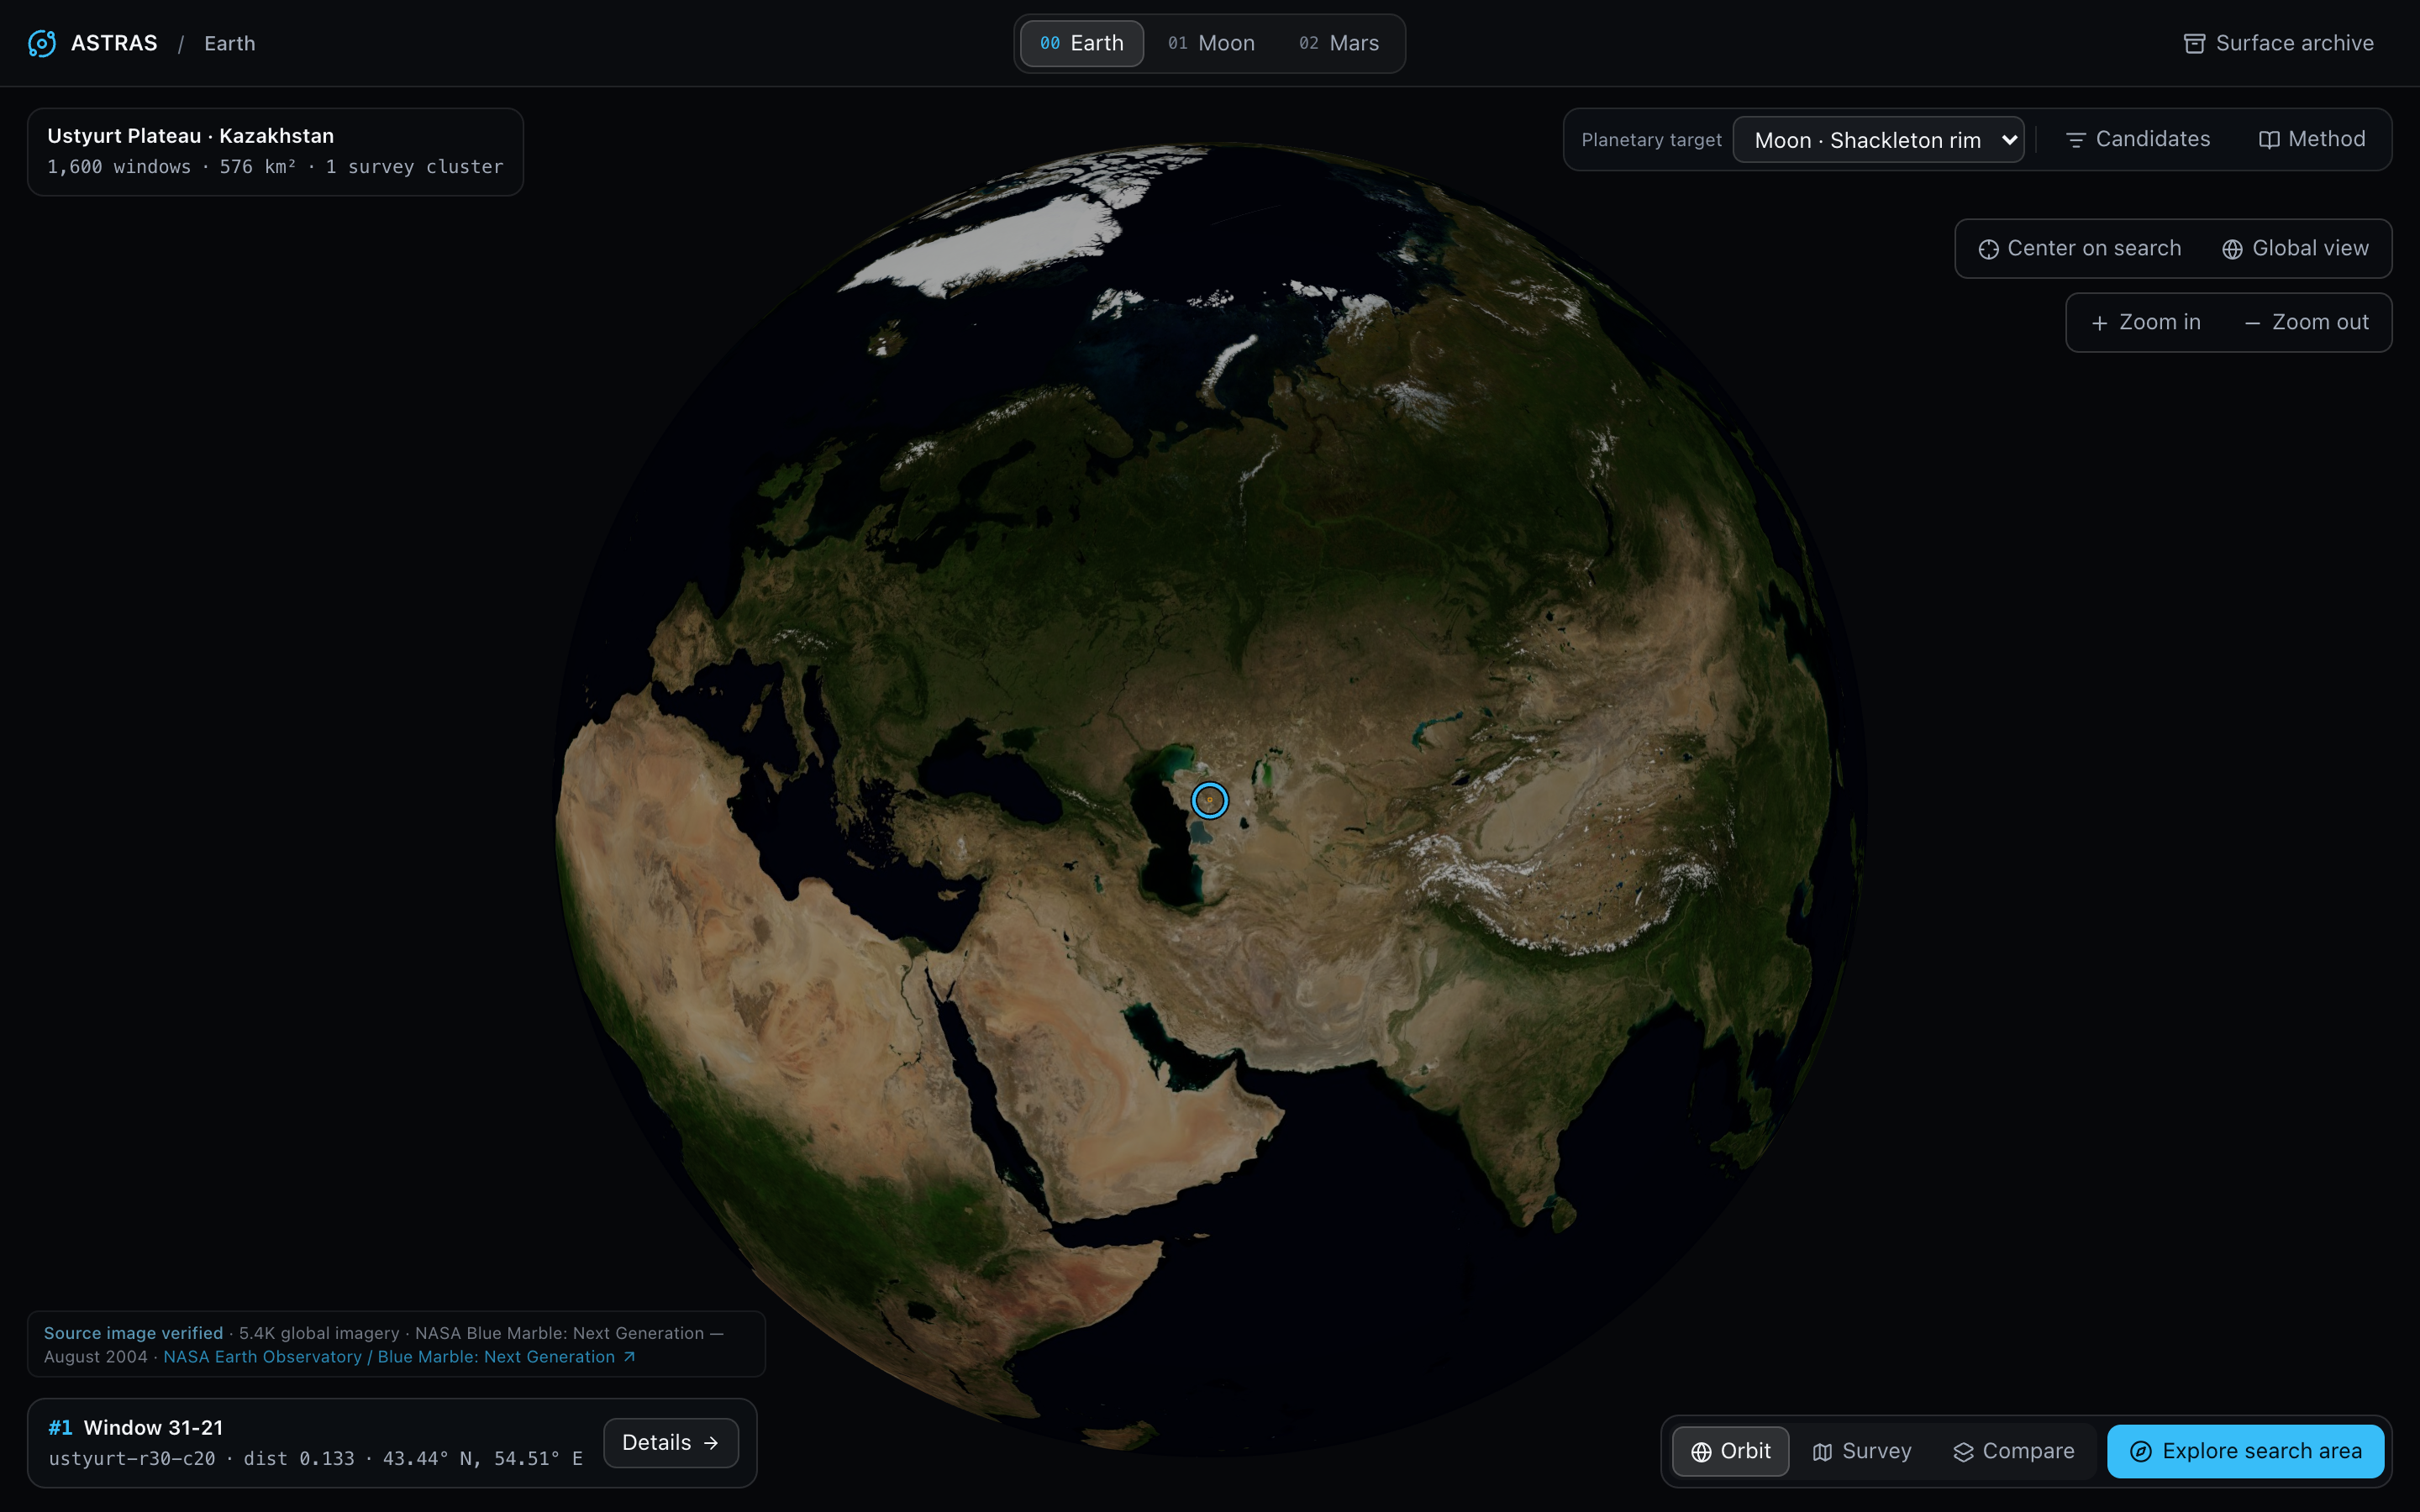 ASTRAS / Earth
00 Earth 01 Moon 02 Mars
Surface archive
Ustyurt Plateau · Kazakhstan
1,600 windows · 576 km² · 1 survey cluster
Planetary target Moon · Shackleton rim Candidates Method
Center on search Global view
+ Zoom in − Zoom out
Source image verified · 5.4K global imagery · NASA Blue Marble: Next Generation —
August 2004 · NASA Earth Observatory / Blue Marble: Next Generation ↗
#1 Window 31-21
ustyurt-r30-c20 · dist 0.133 · 43.44° N, 54.51° E
Details →
Orbit Survey Compare Explore search area